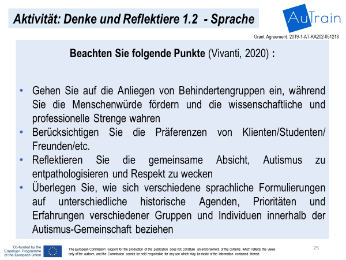 Aktivität: Denke und Reflektiere 1.2 - Sprache
AuTrain
Grant Agreement:
Beachten Sie folgende Punkte (Vivanti, 2020) :
• Gehen Sie auf die Anliegen von Behindertengruppen ein, während
Sie die Menschenwürde fördern und die wissenschaftliche und
professionelle Strenge wahren
• Berücksichtigen Sie die Präferenzen von Klienten/Studenten/
Freunden/etc.
• Reflektieren Sie die gemeinsame Absicht, Autismus zu
entpathologisieren und Respekt zu wecken
• Überlegen Sie, wie sich verschiedene sprachliche Formulierungen
auf unterschiedliche historische Agenden, Prioritäten und
Erfahrungen verschiedener Gruppen und Individuen innerhalb der
Autismus-Gemeinschaft beziehen
Co-funded by the
Erasmus+ Programme
of the European Union
The European Commission support for the production of this publication does not constitute an endorsement of the contents which reflects the views
only of the authors, and the Commission cannot be held responsible for any use which may be made of the information contained therein.
25